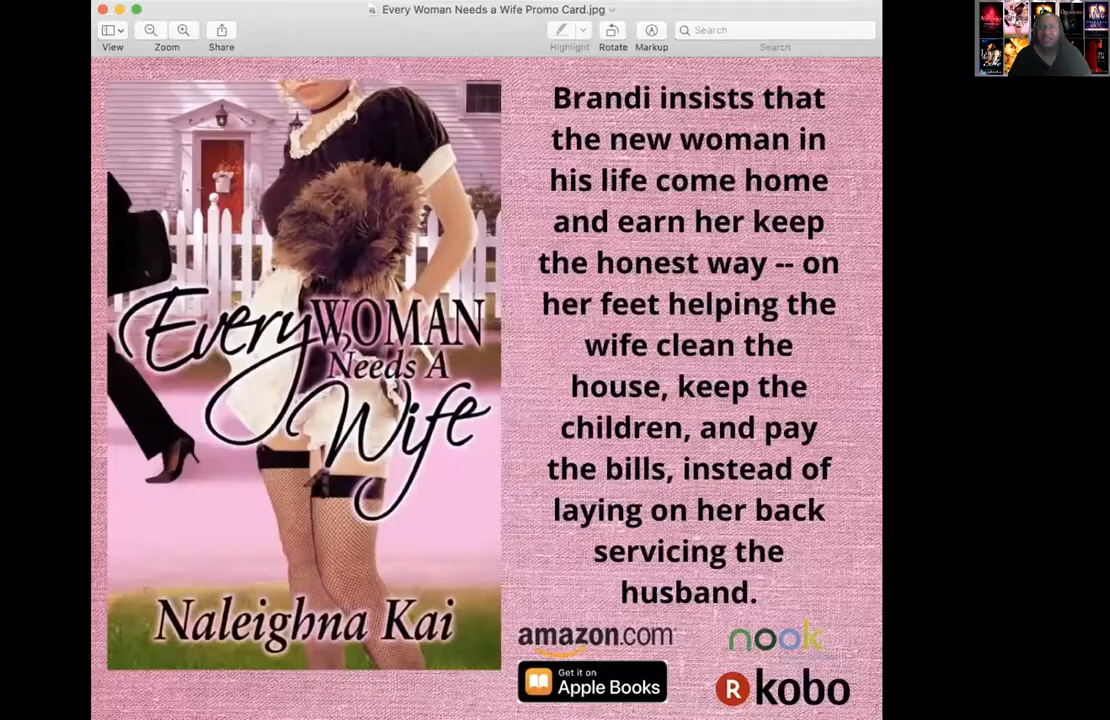 Every Woman Needs a Wife Promo Card.jpg
View
Zoom
Share
Highlight
Rotate
Markup
Search
Search
Every WOMAN
Needs A
Wife
Naleighna Kai
Brandi insists that
the new woman in
his life come home
and earn her keep
the honest way -- on
her feet helping the
wife clean the
house, keep the
children, and pay
the bills, instead of
laying on her back
servicing the
husband.
amazon.com
nook
Get it on
Apple Books
R kobo